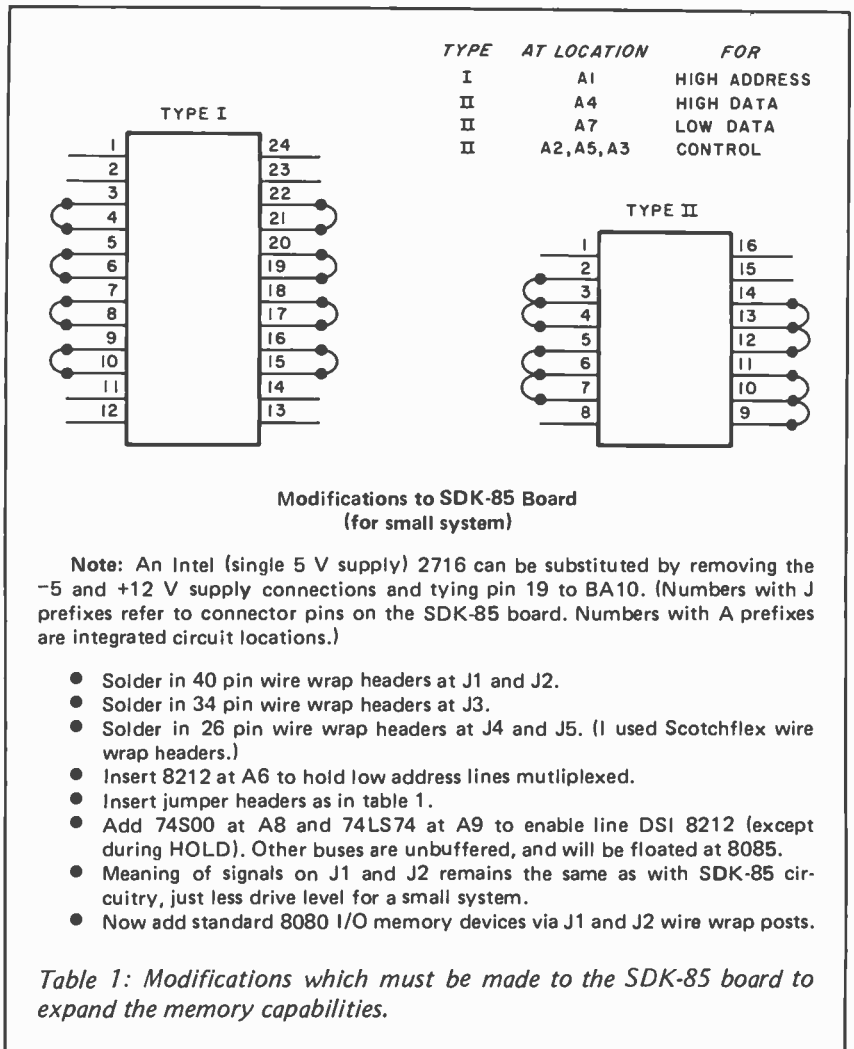 TYPE AT LOCATION FOR
I A1 HIGH ADDRESS
II A4 HIGH DATA
II A7 LOW DATA
II A2,A5,A3 CONTROL
TYPE I
1 24
2 23
3 22
4 21
5 20
6 19
7 18
8 17
9 16
10 15
11 14
12 13
TYPE II
1 16
2 15
3 14
4 13
5 12
6 11
7 10
8 9
Modifications to SDK-85 Board
(for small system)
Note: An Intel (single 5 V supply) 2716 can be substituted by removing the
−5 and +12 V supply connections and tying pin 19 to BA10. (Numbers with J
prefixes refer to connector pins on the SDK-85 board. Numbers with A prefixes
are integrated circuit locations.)
● Solder in 40 pin wire wrap headers at J1 and J2.
● Solder in 34 pin wire wrap headers at J3.
● Solder in 26 pin wire wrap headers at J4 and J5. (I used Scotchflex wire
wrap headers.)
● Insert 8212 at A6 to hold low address lines mutliplexed.
● Insert jumper headers as in table 1.
● Add 74S00 at A8 and 74LS74 at A9 to enable line DSI 8212 (except
during HOLD). Other buses are unbuffered, and will be floated at 8085.
● Meaning of signals on J1 and J2 remains the same as with SDK-85 cir-
cuitry, just less drive level for a small system.
● Now add standard 8080 I/O memory devices via J1 and J2 wire wrap posts.
Table 1: Modifications which must be made to the SDK-85 board to
expand the memory capabilities.